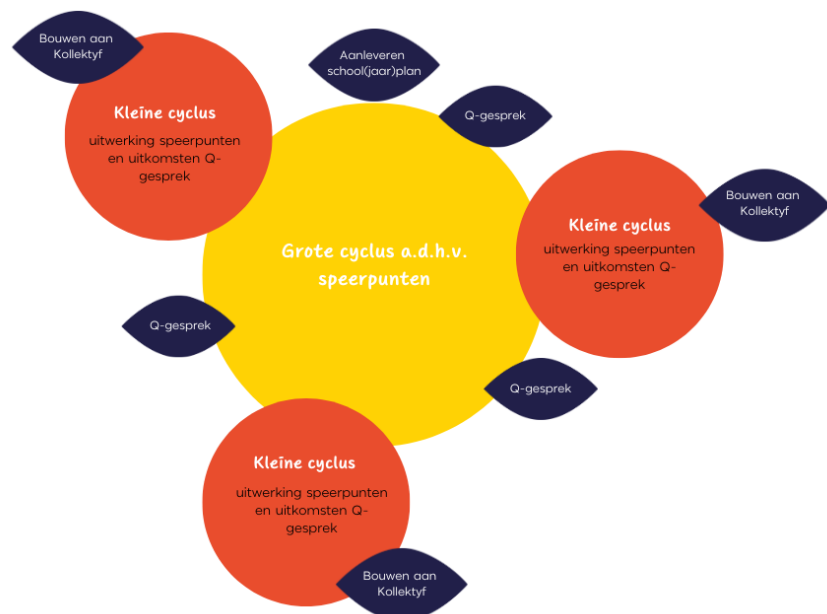 Bouwen aan
Kollektyf
Aanleveren
school(jaar)plan
Q-gesprek
Kleine cyclus
uitwerking speerpunten
en uitkomsten Q-
gesprek
Bouwen aan
Kollektyf
Kleine cyclus
uitwerking speerpunten
en uitkomsten Q-
gesprek
Grote cyclus a.d.h.v.
speerpunten
Q-gesprek
Q-gesprek
Kleine cyclus
uitwerking speerpunten
en uitkomsten Q-
gesprek
Bouwen aan
Kollektyf